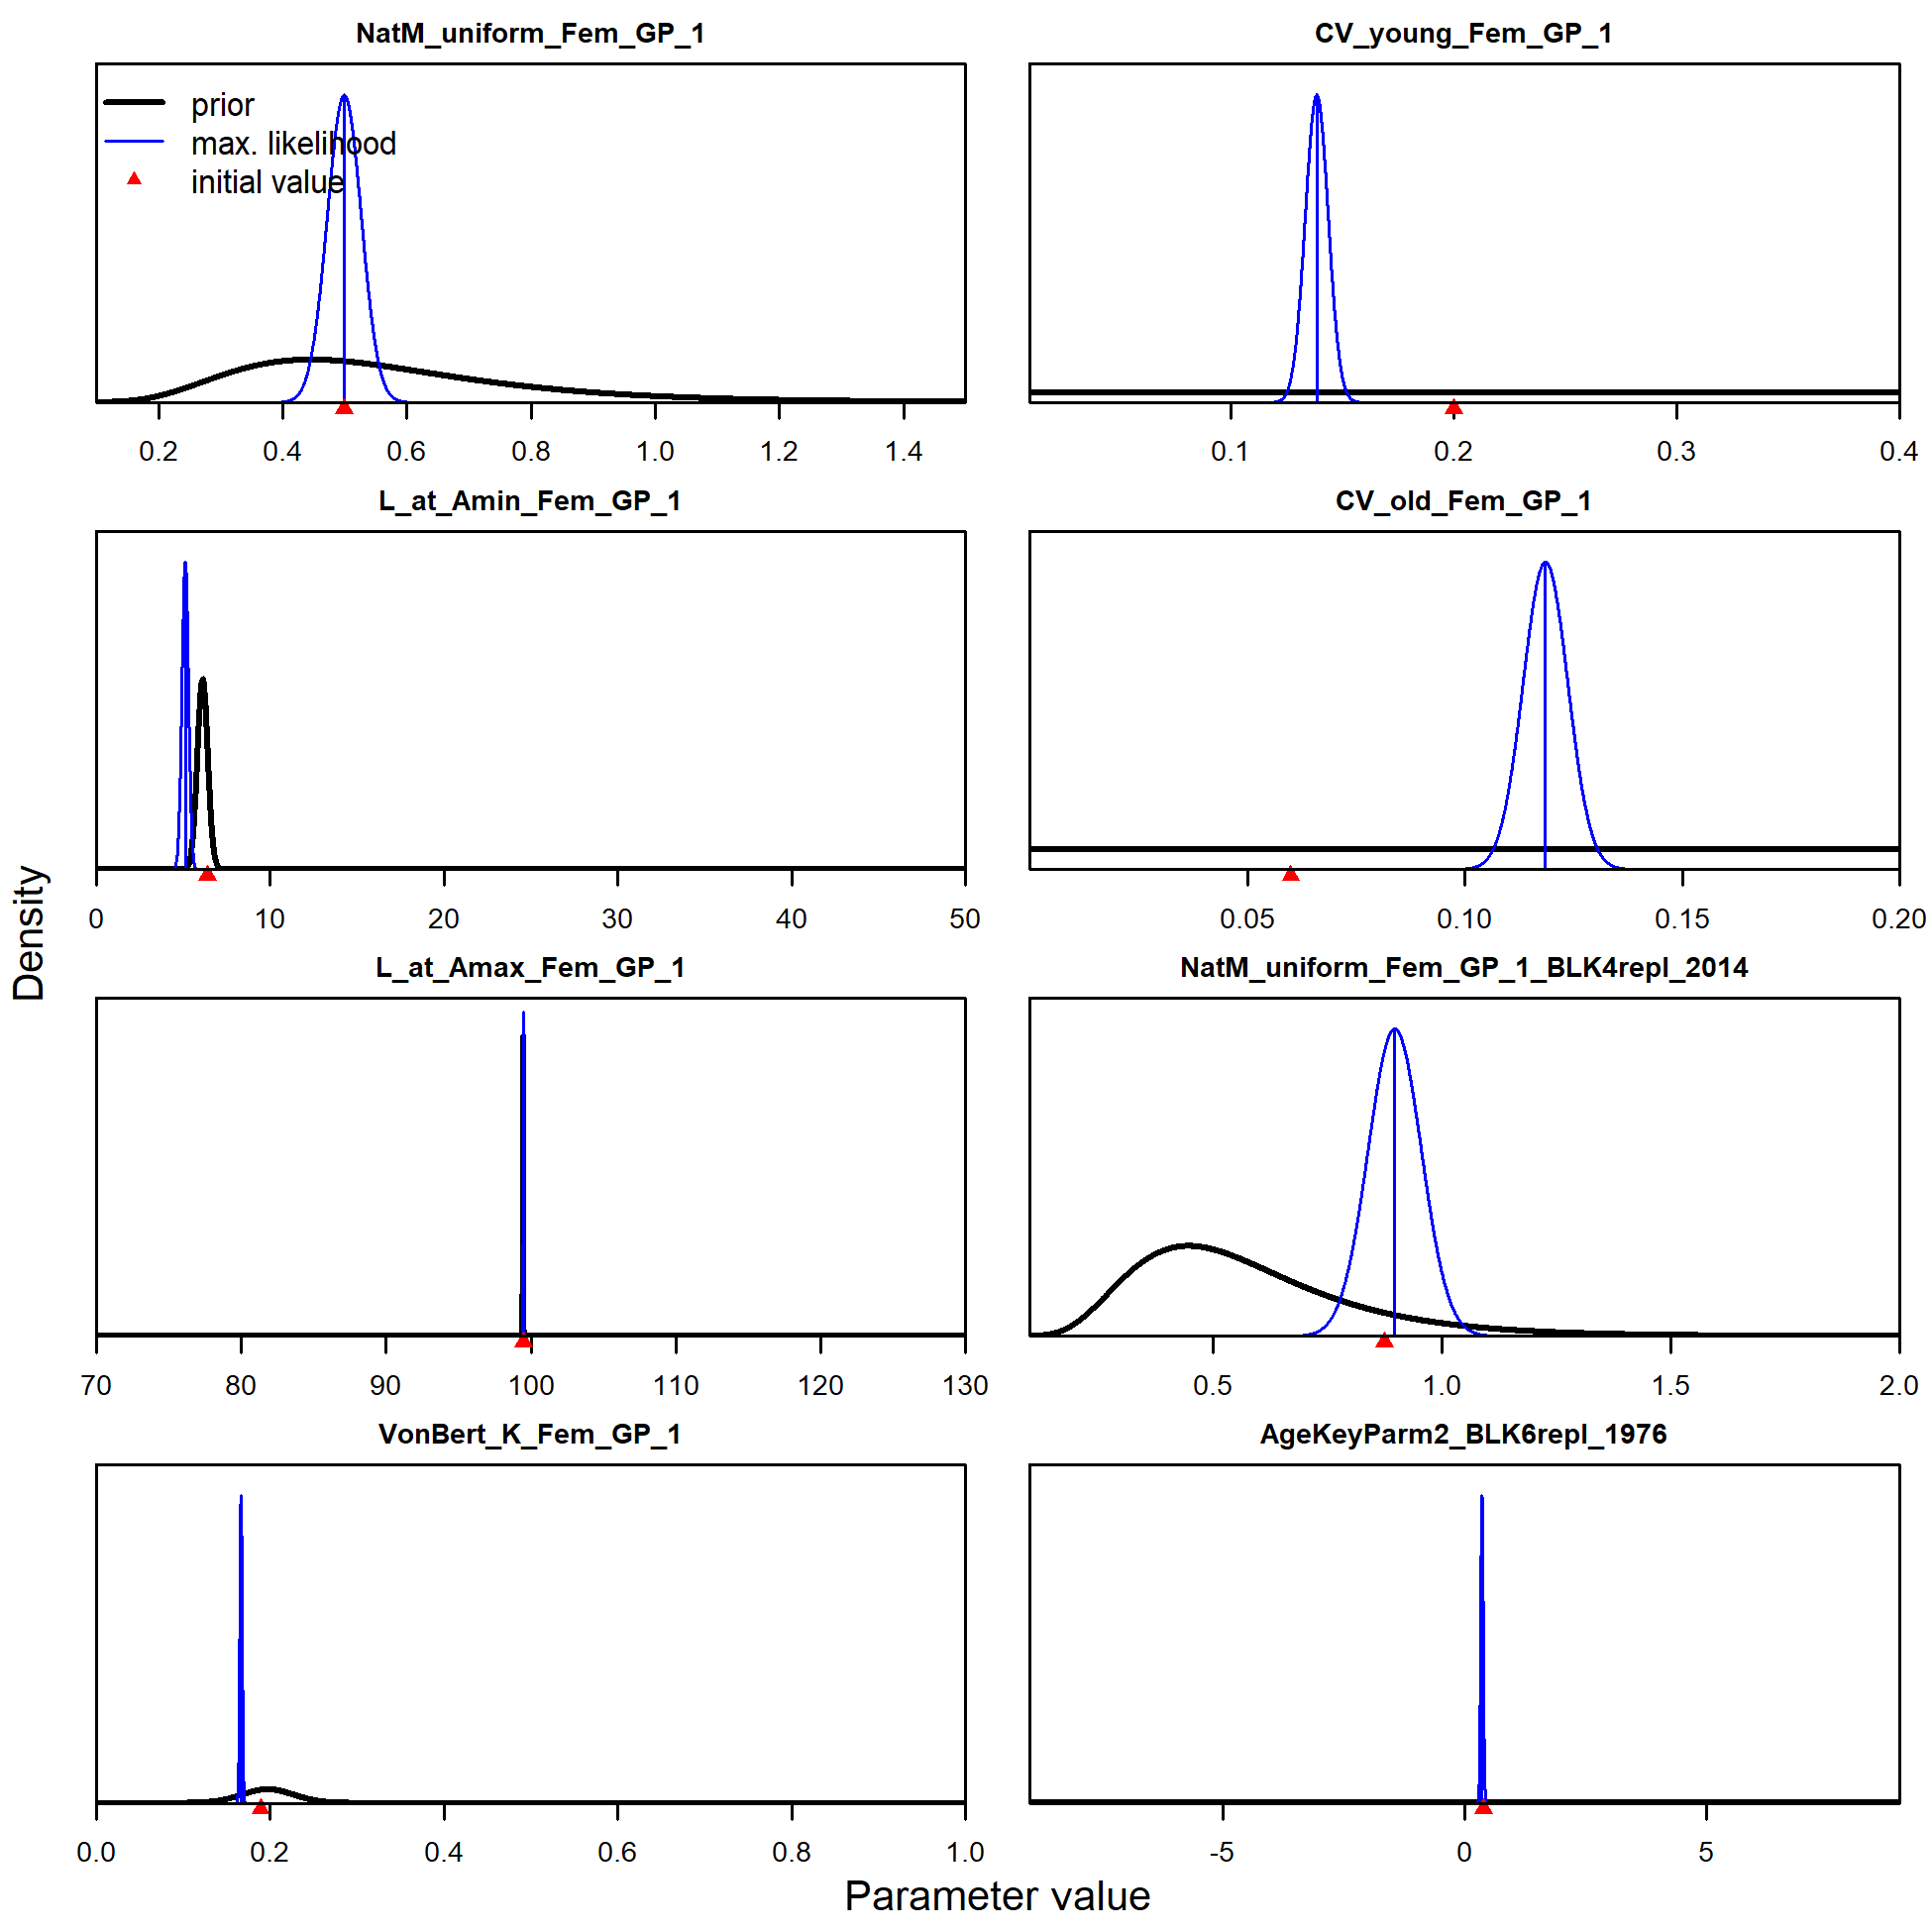 NatM_uniform_Fem_GP_1
prior
max. likelihood
initial value
0.2 0.4 0.6 0.8 1.0 1.2 1.4
CV_young_Fem_GP_1
0.1 0.2 0.3 0.4
L_at_Amin_Fem_GP_1
0 10 20 30 40 50
CV_old_Fem_GP_1
0.05 0.10 0.15 0.20
L_at_Amax_Fem_GP_1
70 80 90 100 110 120 130
NatM_uniform_Fem_GP_1_BLK4repl_2014
0.5 1.0 1.5 2.0
VonBert_K_Fem_GP_1
0.0 0.2 0.4 0.6 0.8 1.0
AgeKeyParm2_BLK6repl_1976
-5 0 5
Density
Parameter value